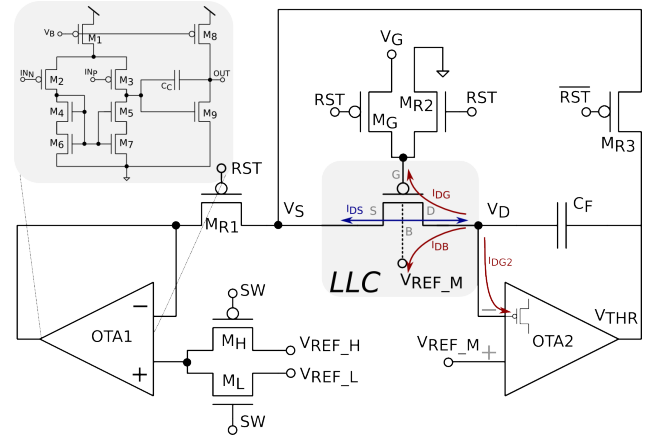 VB
M1
M8
INN
M2
INP
M3
CC
OUT
M4
M5
M9
M6
M7
VG
RST
MG
MR2
RST
RST
MR3
RST
MR1
VS
G
IDG
IDS
S
D
B
IDB
VD
CF
LLC
VREF_M
IDG2
SW
OTA1
−
+
MH
VREF_H
ML
VREF_L
SW
VREF_M
−
+
OTA2
VTHR